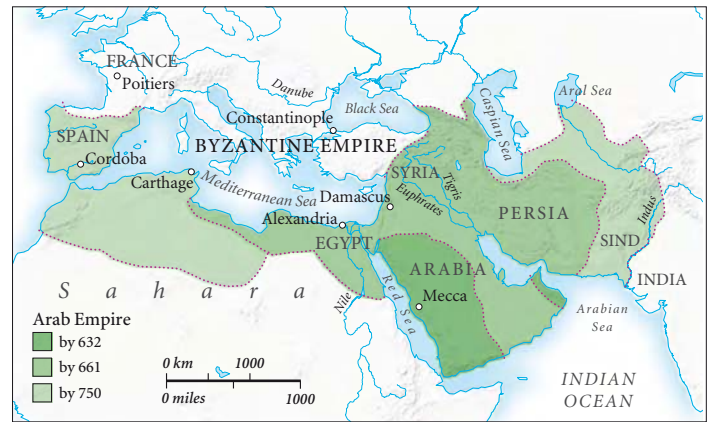 FRANCE
Poitiers
Danube
Aral Sea
Caspian Sea
Black Sea
Constantinople
SPAIN
BYZANTINE EMPIRE
Cordóba
Carthage
Mediterranean Sea
SYRIA
Tigris
Damascus
Euphrates
PERSIA
Indus
Alexandria
EGYPT
SIND
ARABIA
INDIA
Sahara
Mecca
Red Sea
Nile
Arabian
Sea
Arab Empire
by 632
by 661
by 750
0 km 1000
0 miles 1000
INDIAN
OCEAN